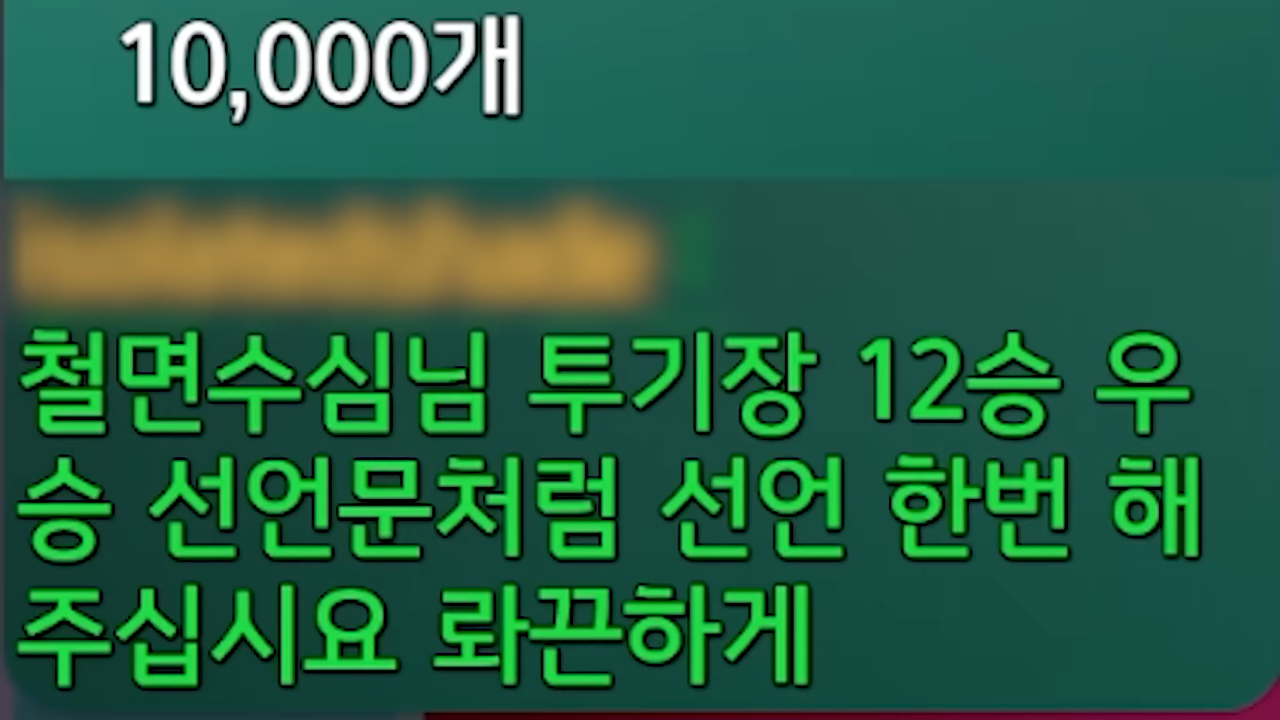 10,000개
철면수심님 투기장 12승 우
승 선언문처럼 선언 한번 해
주십시요 롸끈하게